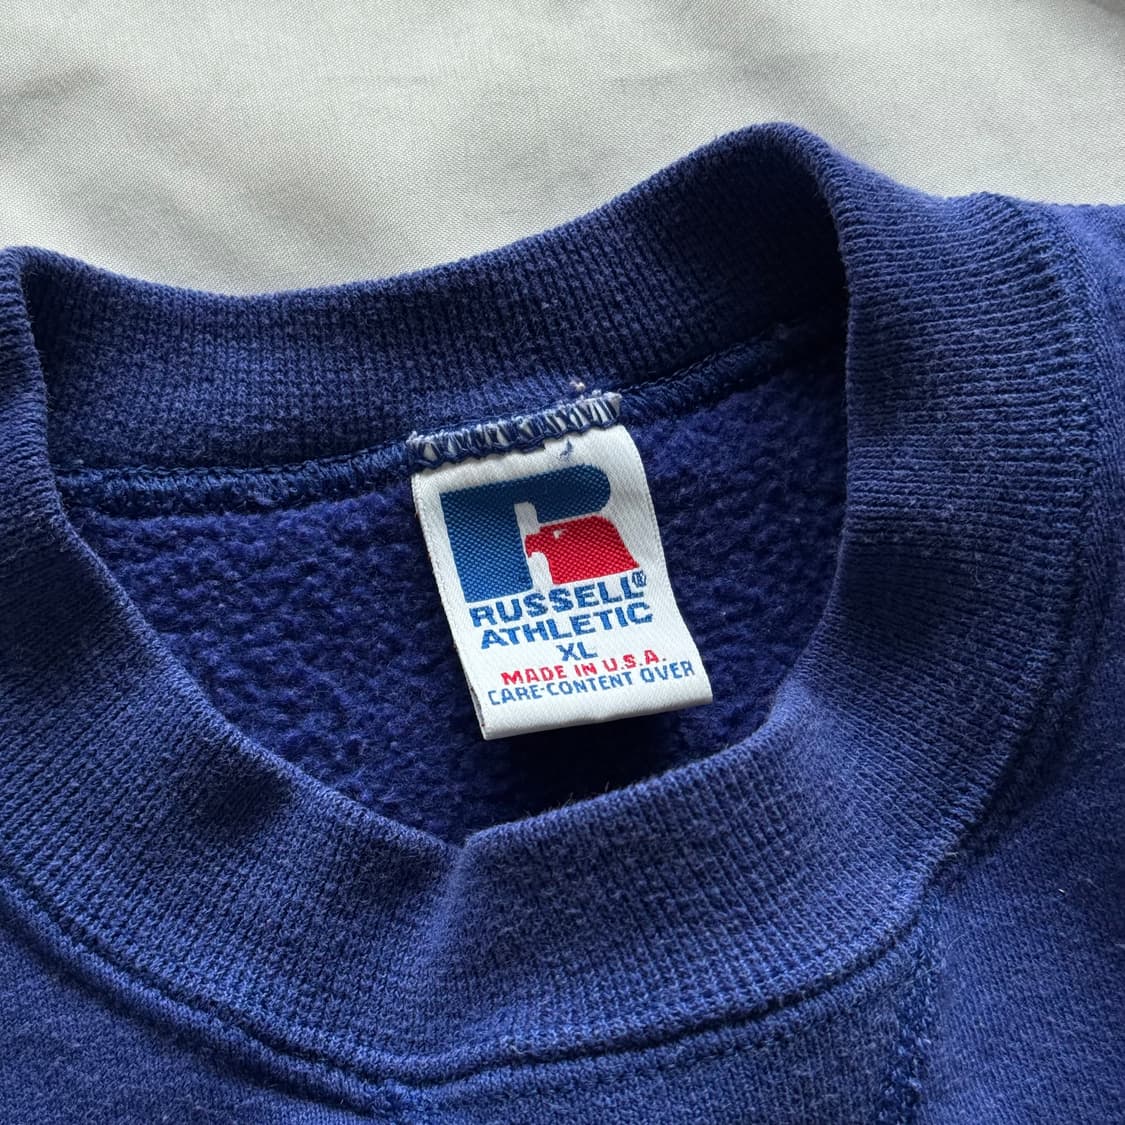 RUSSELL®
ATHLETIC
XL
MADE IN U.S.A.
CARE-CONTENT OVER